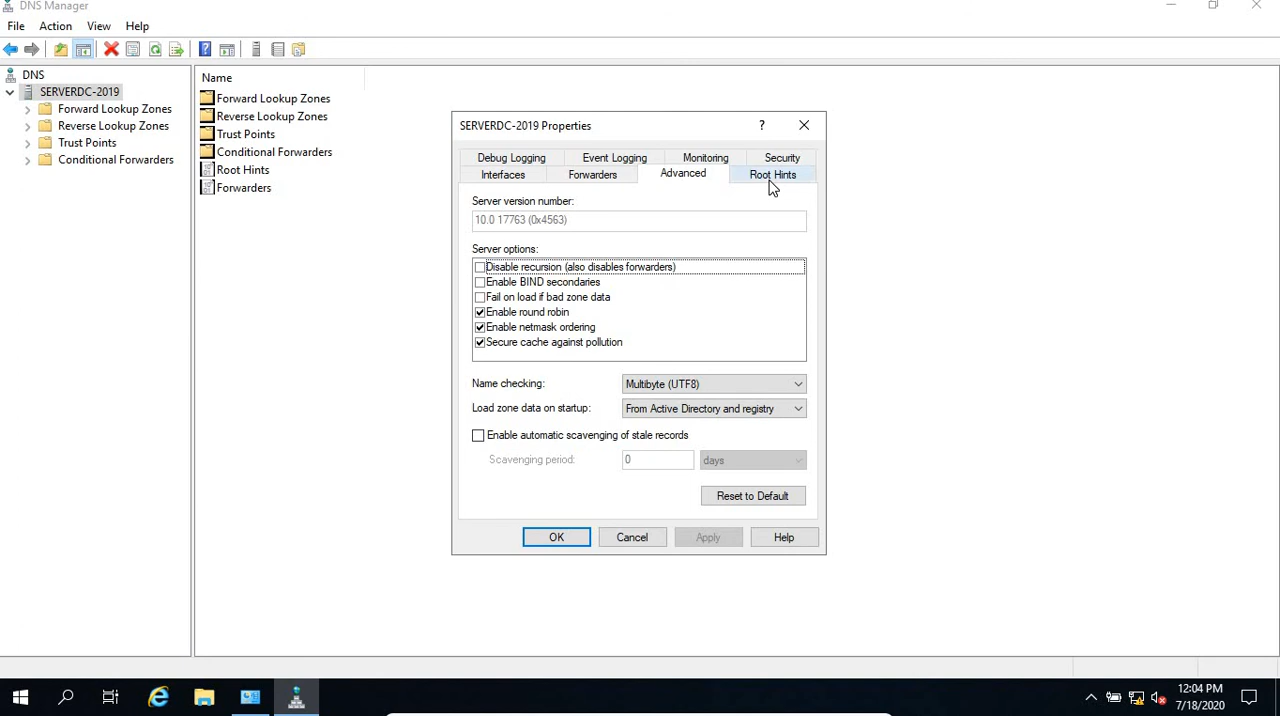 DNS Manager
File Action View Help
DNS
SERVERDC-2019
Forward Lookup Zones
Reverse Lookup Zones
Trust Points
Conditional Forwarders
Name
Forward Lookup Zones
Reverse Lookup Zones
Trust Points
Conditional Forwarders
Root Hints
Forwarders
SERVERDC-2019 Properties
?
Debug Logging Event Logging Monitoring Security
Interfaces Forwarders Advanced Root Hints
Server version number:
10.0 17763 (0x4563)
Server options:
Disable recursion (also disables forwarders)
Enable BIND secondaries
Fail on load if bad zone data
Enable round robin
Enable netmask ordering
Secure cache against pollution
Name checking: Multibyte (UTF8)
Load zone data on startup: From Active Directory and registry
Enable automatic scavenging of stale records
Scavenging period: 0 days
Reset to Default
OK Cancel Apply Help
12:04 PM
7/18/2020